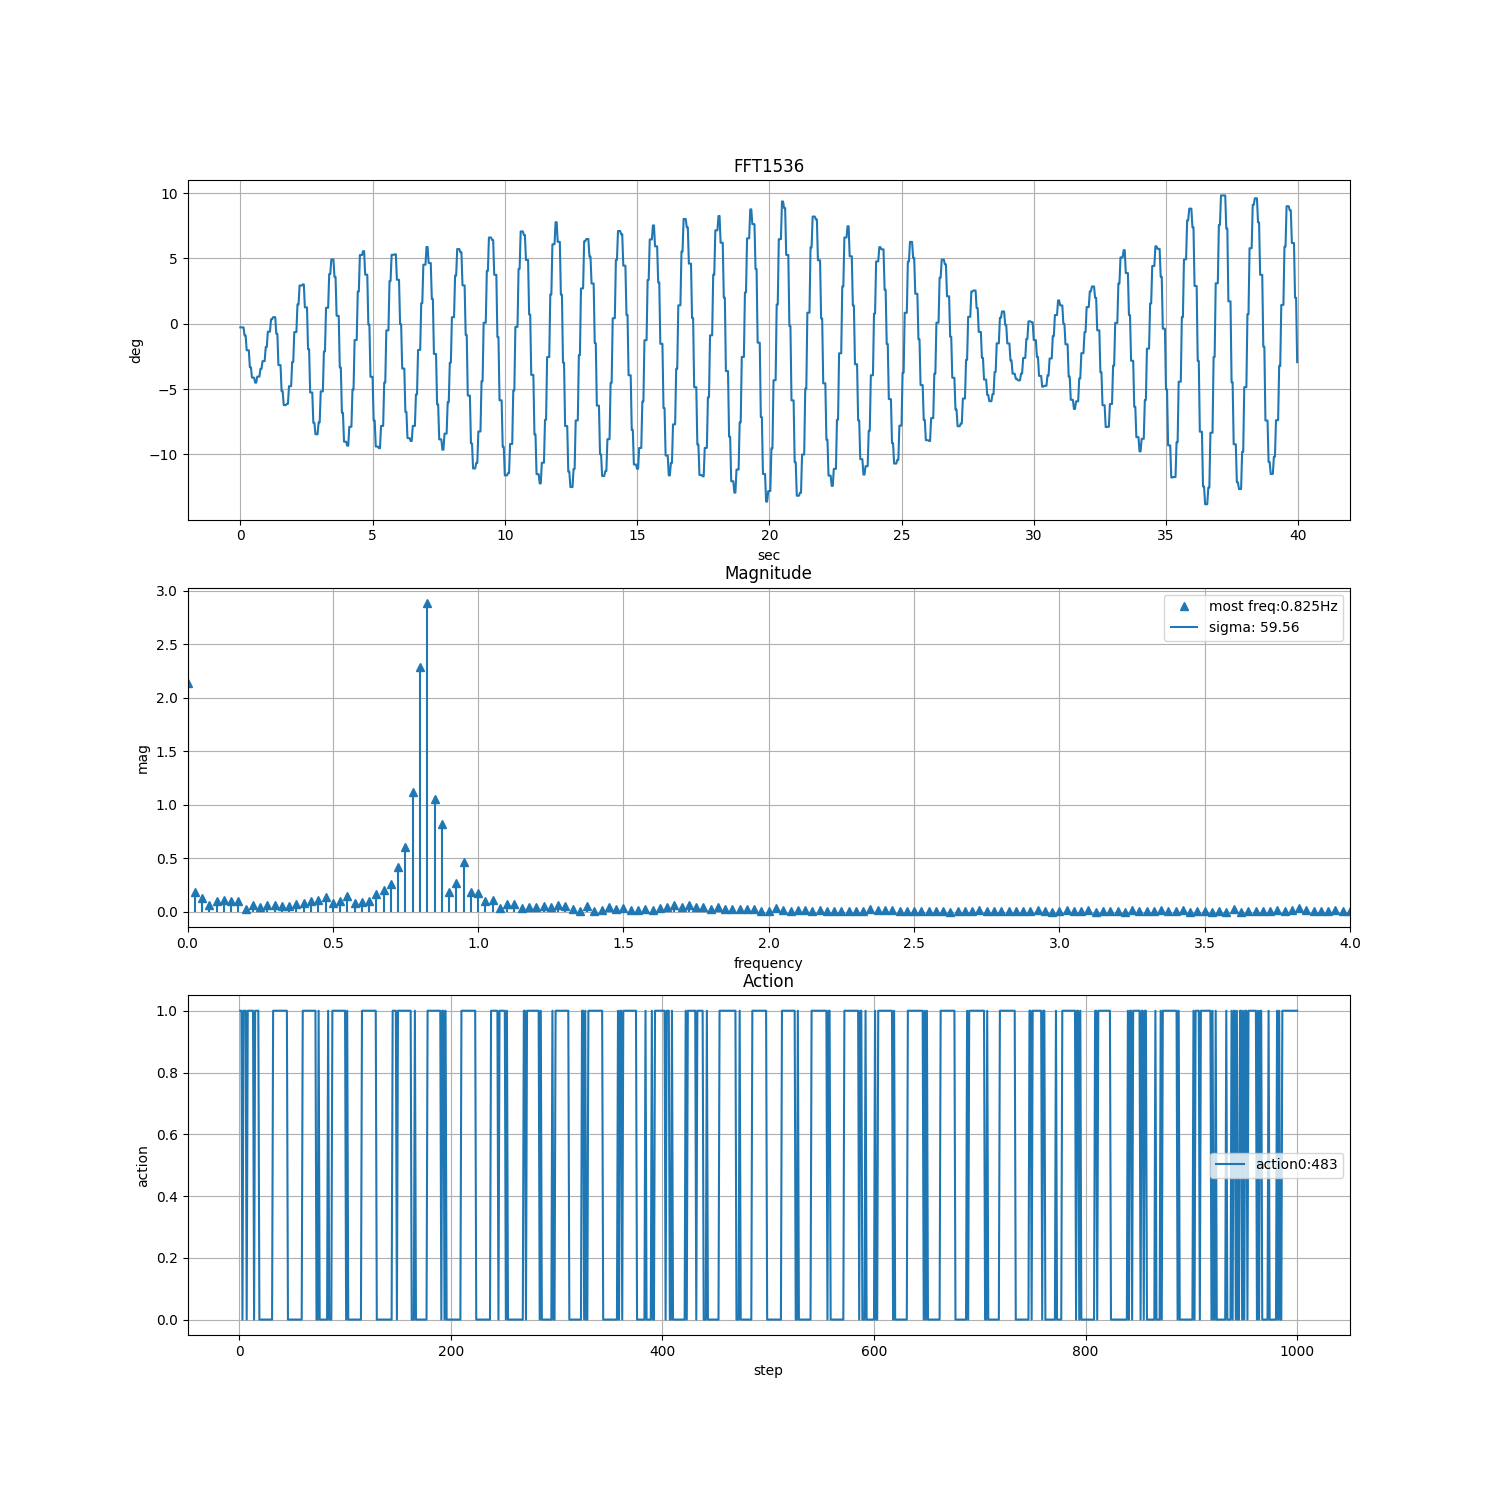 FFT1536
10
5
0
−5
−10
deg
0 5 10 15 20 25 30 35 40
sec
Magnitude
3.0
2.5
2.0
1.5
1.0
0.5
0.0
mag
most freq:0.825Hz
sigma: 59.56
0.0 0.5 1.0 1.5 2.0 2.5 3.0 3.5 4.0
frequency
Action
1.0
0.8
0.6
0.4
0.2
0.0
action
action0:483
0 200 400 600 800 1000
step